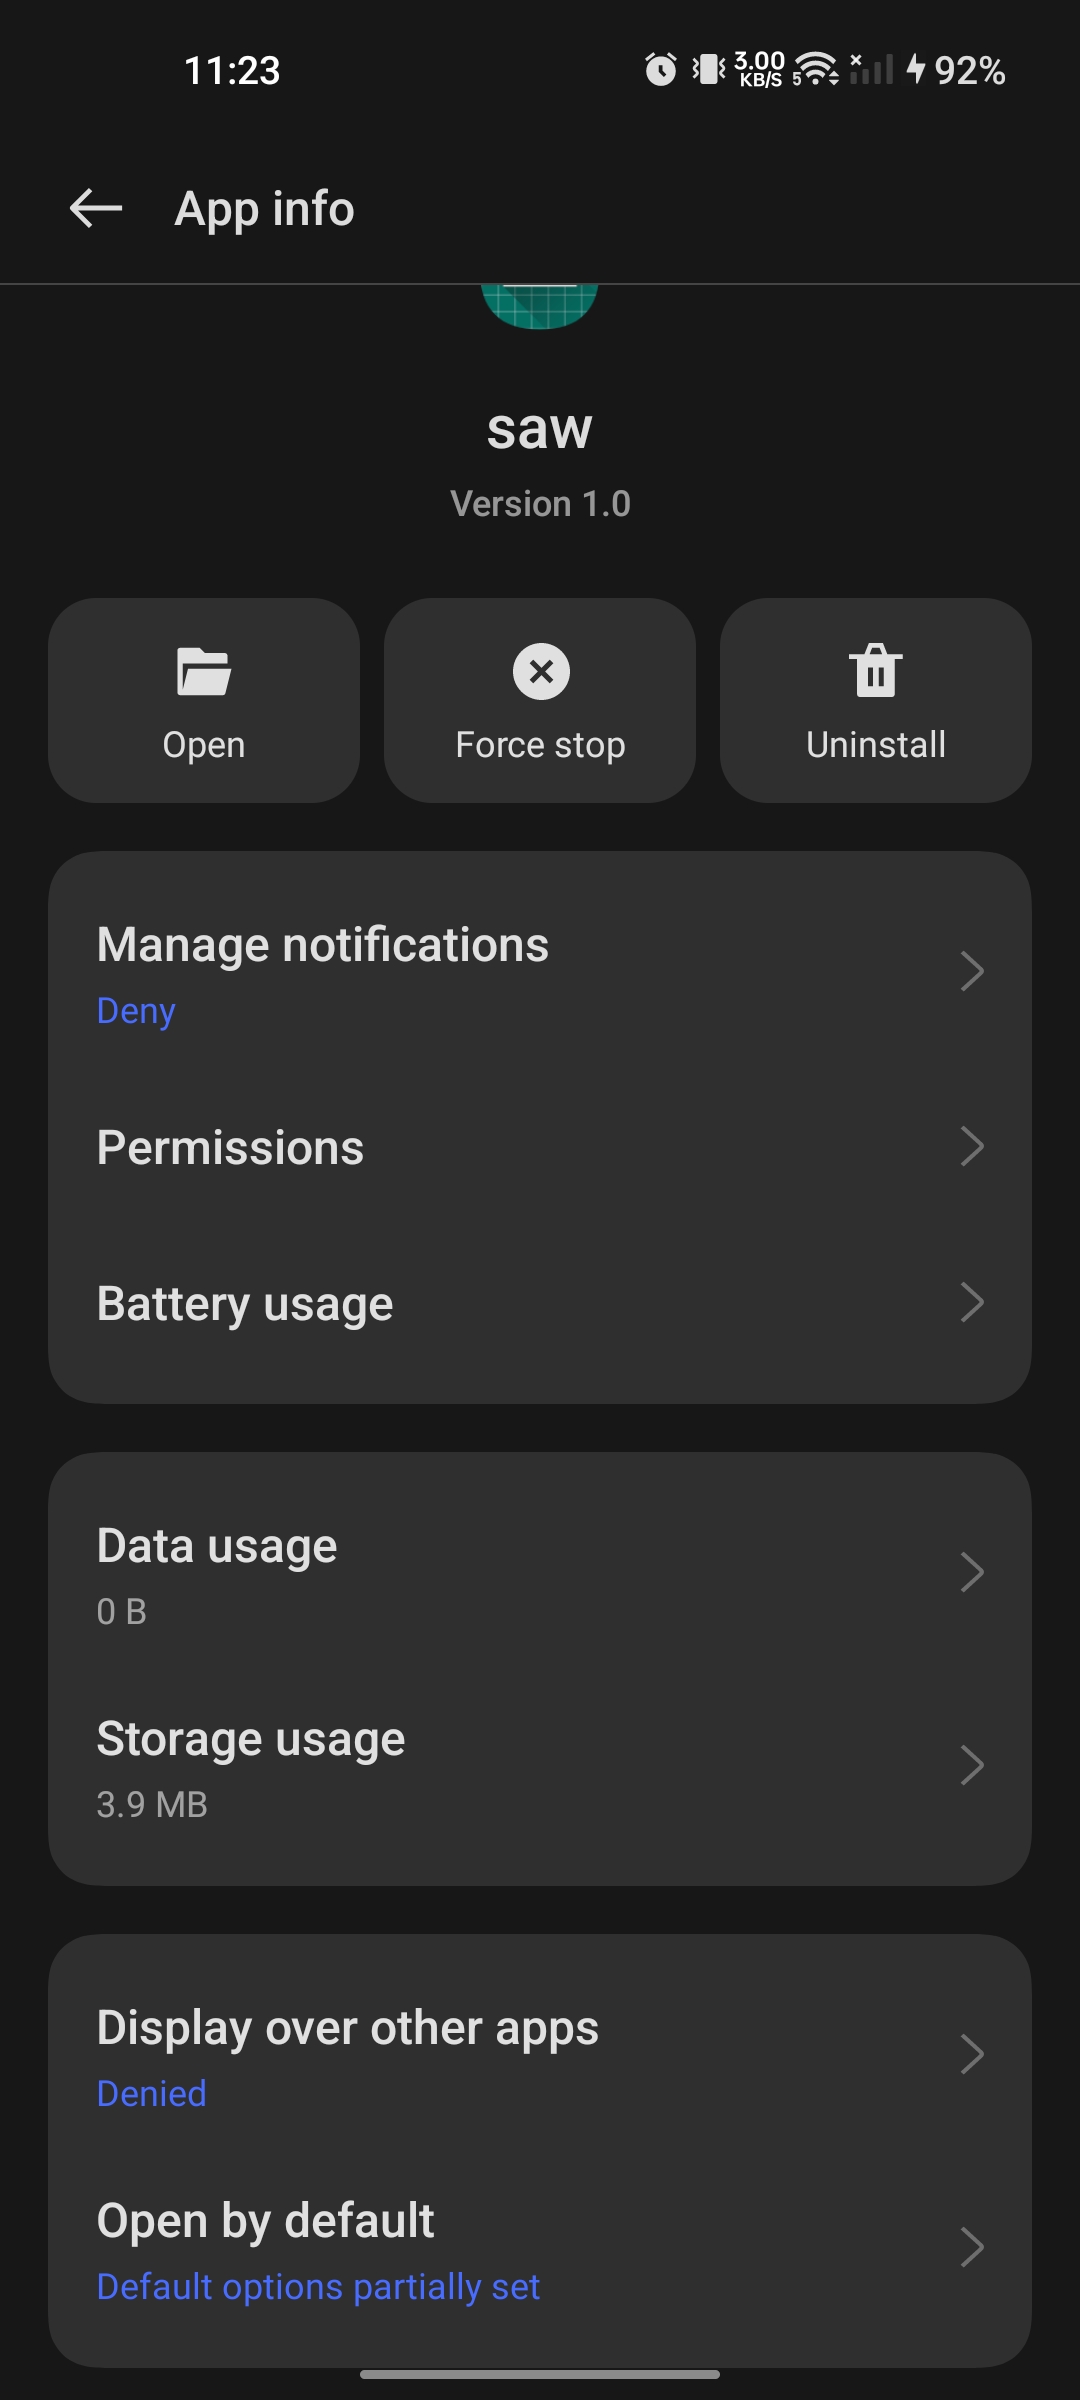 11:23
3.00
KB/S
5
92%
App info
saw
Version 1.0
Open
Force stop
Uninstall
Manage notifications
Deny
Permissions
Battery usage
Data usage
0 B
Storage usage
3.9 MB
Display over other apps
Denied
Open by default
Default options partially set